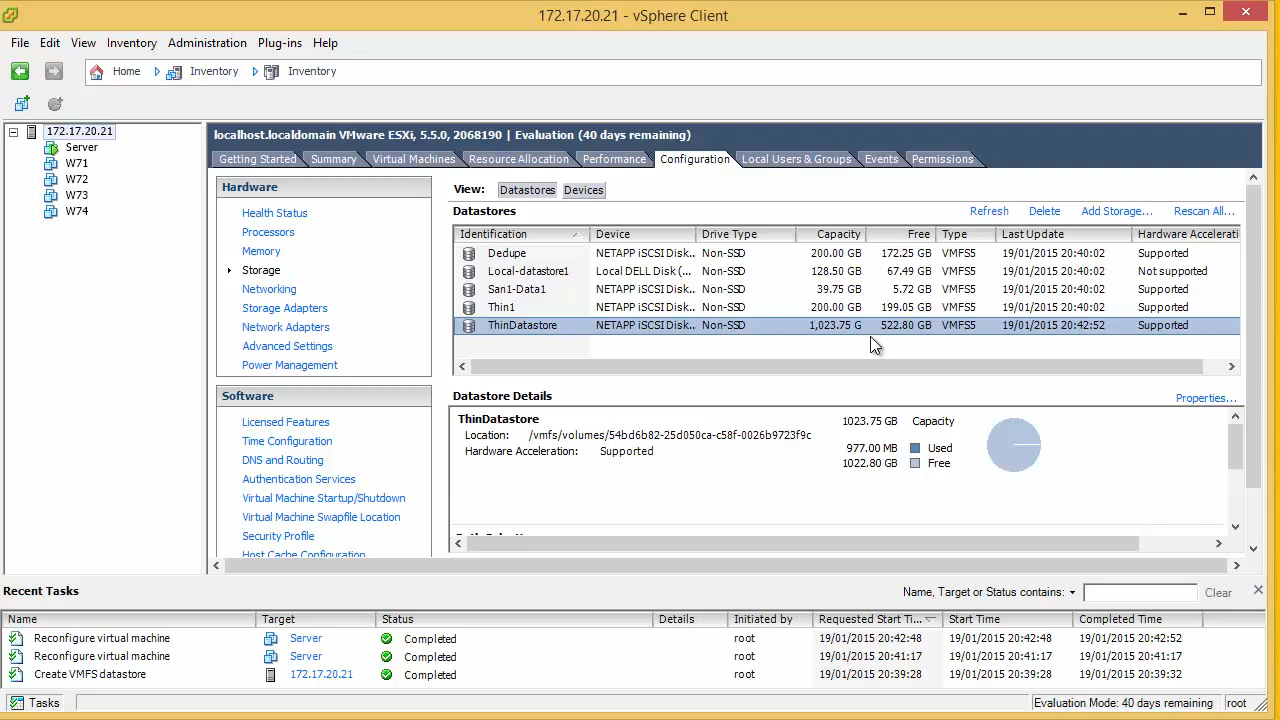 172.17.20.21 - vSphere Client
File Edit View Inventory Administration Plug-ins Help
Home Inventory Inventory
172.17.20.21
Server
W71
W72
W73
W74
localhost.localdomain VMware ESXi, 5.5.0, 2068190 | Evaluation (40 days remaining)
Getting Started Summary Virtual Machines Resource Allocation Performance Configuration Local Users & Groups Events Permissions
Hardware
Health Status
Processors
Memory
Storage
Networking
Storage Adapters
Network Adapters
Advanced Settings
Power Management
Software
Licensed Features
Time Configuration
DNS and Routing
Authentication Services
Virtual Machine Startup/Shutdown
Virtual Machine Swapfile Location
Security Profile
Host Cache Configuration
View: Datastores Devices
Datastores Refresh Delete Add Storage... Rescan All...
Identification Device Drive Type Capacity Free Type Last Update Hardware Accelerati
Dedupe NETAPP iSCSI Disk... Non-SSD 200.00 GB 172.25 GB VMFS5 19/01/2015 20:40:02 Supported
Local-datastore1 Local DELL Disk (... Non-SSD 128.50 GB 67.49 GB VMFS5 19/01/2015 20:40:02 Not supported
San1-Data1 NETAPP iSCSI Disk... Non-SSD 39.75 GB 5.72 GB VMFS5 19/01/2015 20:40:02 Supported
Thin1 NETAPP iSCSI Disk... Non-SSD 200.00 GB 199.05 GB VMFS5 19/01/2015 20:40:02 Supported
ThinDatastore NETAPP iSCSI Disk... Non-SSD 1,023.75 G 522.80 GB VMFS5 19/01/2015 20:42:52 Supported
Datastore Details Properties...
ThinDatastore 1023.75 GB Capacity
Location: /vmfs/volumes/54bd6b82-25d050ca-c58f-0026b9723f9c
Hardware Acceleration: Supported
977.00 MB Used
1022.80 GB Free
Recent Tasks Name, Target or Status contains: Clear
Name Target Status Details Initiated by Requested Start Ti... Start Time Completed Time
Reconfigure virtual machine Server Completed root 19/01/2015 20:42:48 19/01/2015 20:42:48 19/01/2015 20:42:52
Reconfigure virtual machine Server Completed root 19/01/2015 20:41:17 19/01/2015 20:41:17 19/01/2015 20:41:17
Create VMFS datastore 172.17.20.21 Completed root 19/01/2015 20:39:28 19/01/2015 20:39:28 19/01/2015 20:39:32
Tasks Evaluation Mode: 40 days remaining root